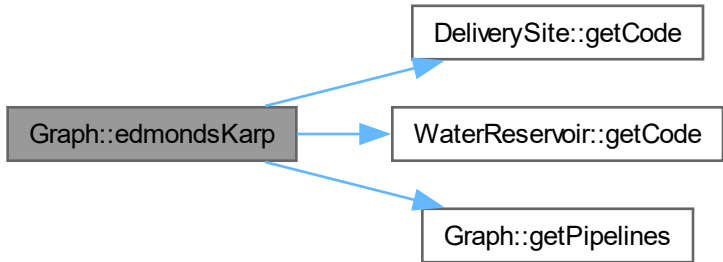 DeliverySite::getCode
Graph::edmondsKarp
WaterReservoir::getCode
Graph::getPipelines